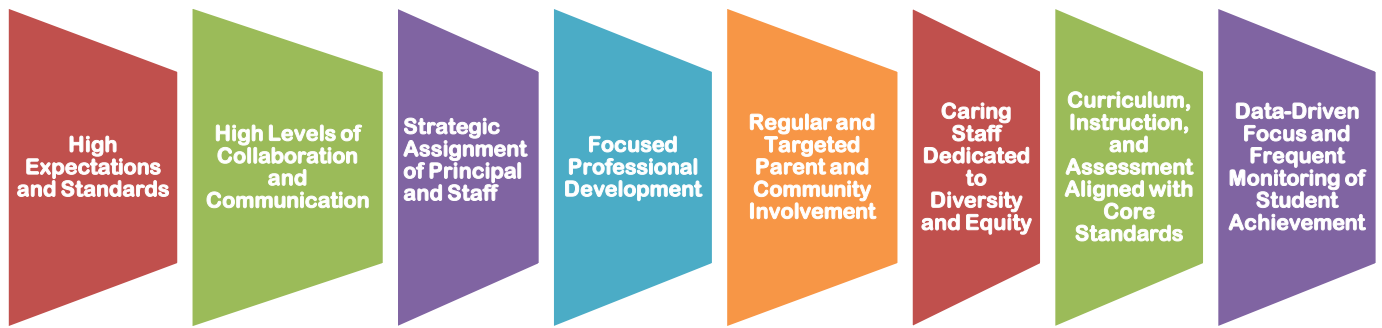 High
Expectations
and Standards
High Levels of
Collaboration
and
Communication
Strategic
Assignment
of Principal
and Staff
Focused
Professional
Development
Regular and
Targeted
Parent and
Community
Involvement
Caring
Staff
Dedicated
to
Diversity
and Equity
Curriculum,
Instruction,
and
Assessment
Aligned with
Core
Standards
Data-Driven
Focus and
Frequent
Monitoring of
Student
Achievement